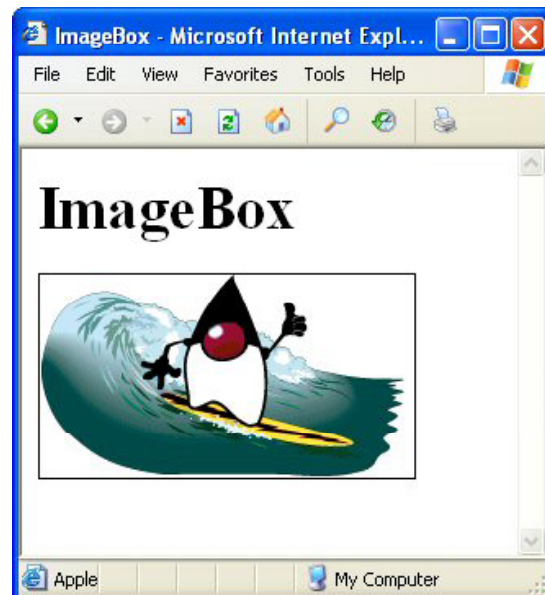 ImageBox - Microsoft Internet Expl...
File Edit View Favorites Tools Help
ImageBox
Apple My Computer